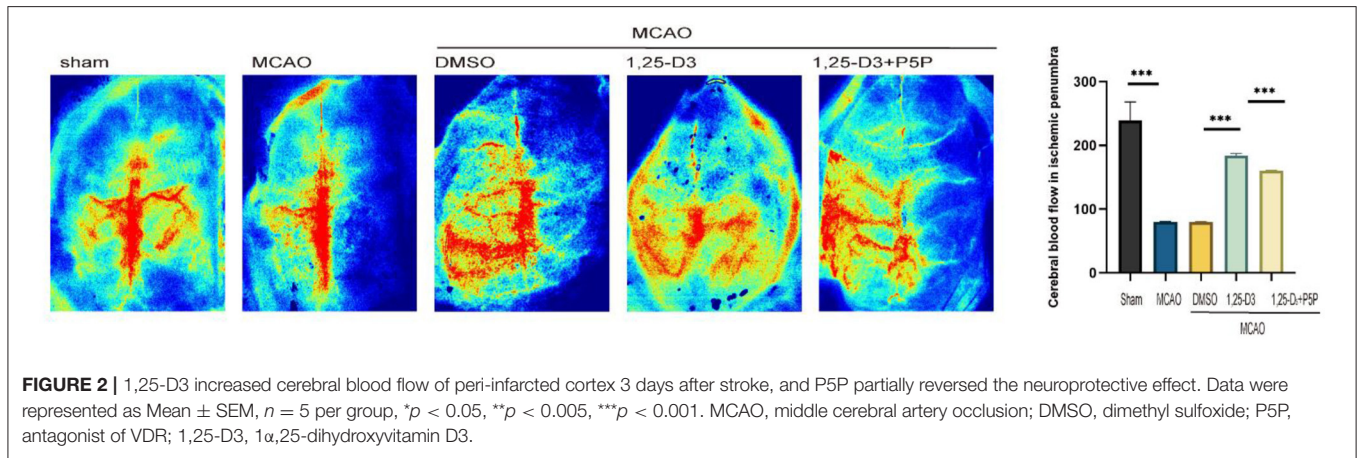 MCAO
sham
MCAO
DMSO
1,25-D3
1,25-D3+P5P
Cerebral blood flow in ischemic penumbra
300
200
100
0
***
***
***
Sham
MCAO
DMSO
1,25-D3
1,25-D₃+P5P
MCAO
FIGURE 2 | 1,25-D3 increased cerebral blood flow of peri-infarcted cortex 3 days after stroke, and P5P partially reversed the neuroprotective effect. Data were
represented as Mean ± SEM, n = 5 per group, *p < 0.05, **p < 0.005, ***p < 0.001. MCAO, middle cerebral artery occlusion; DMSO, dimethyl sulfoxide; P5P,
antagonist of VDR; 1,25-D3, 1α,25-dihydroxyvitamin D3.